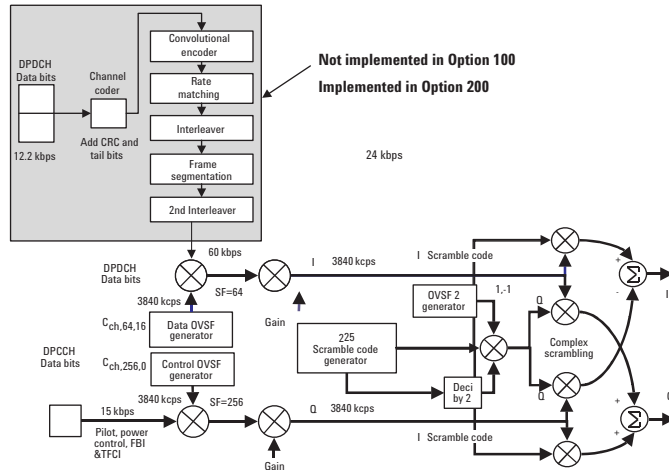 Convolutional
encoder
Rate
matching
Interleaver
Frame
segmentation
2nd Interleaver
DPDCH
Data bits
Channel
coder
12.2 kbps
Add CRC and
tail bits
Not implemented in Option 100
Implemented in Option 200
24 kbps
60 kbps
DPDCH
Data bits
SF=64
3840 kcps
I 3840 kcps
I Scramble code
Cch,64,16
Data OVSF
generator
Gain
OVSF 2
generator
1,-1
225
Scramble code
generator
Deci
by 2
Q
Q
Complex
scrambling
+
-
Σ
I
DPCCH
Data bits
Cch,256,0
Control OVSF
generator
15 kbps
3840 kcps
SF=256
Q 3840 kcps
Pilot, power
control, FBI
&TFCI
Gain
I Scramble code
+
+
Σ